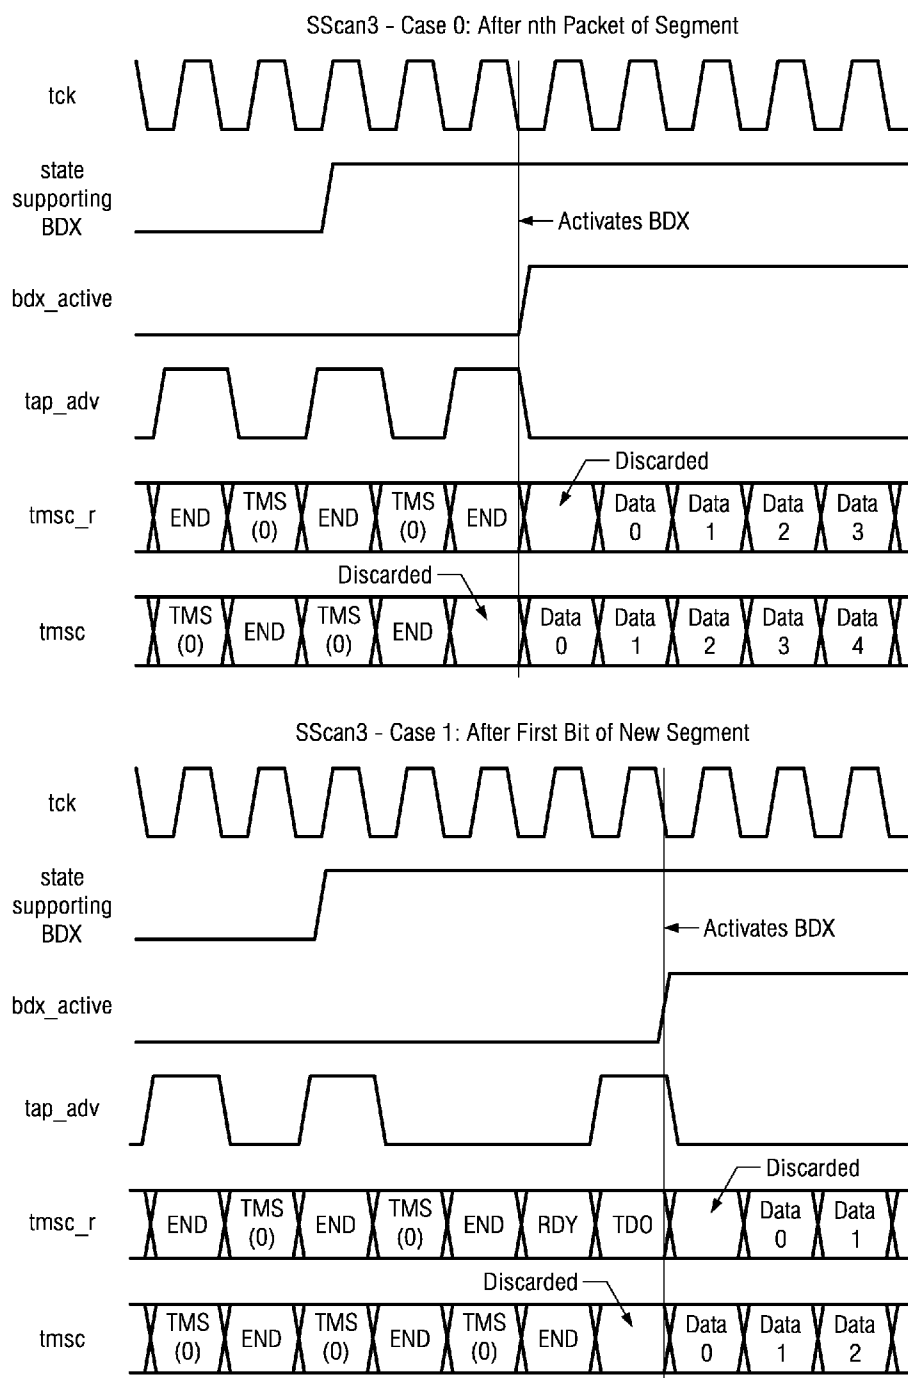 SScan3 - Case 0: After nth Packet of Segment
tck
state
supporting
BDX
Activates BDX
bdx_active
tap_adv
Discarded
tmsc_r
END
TMS
(0)
END
TMS
(0)
END
Data
0
Data
1
Data
2
Data
3
Discarded
tmsc
TMS
(0)
END
TMS
(0)
END
Data
0
Data
1
Data
2
Data
3
Data
4
SScan3 - Case 1: After First Bit of New Segment
tck
state
supporting
BDX
Activates BDX
bdx_active
tap_adv
Discarded
tmsc_r
END
TMS
(0)
END
TMS
(0)
END
RDY
TDO
Data
0
Data
1
Discarded
tmsc
TMS
(0)
END
TMS
(0)
END
TMS
(0)
END
Data
0
Data
1
Data
2